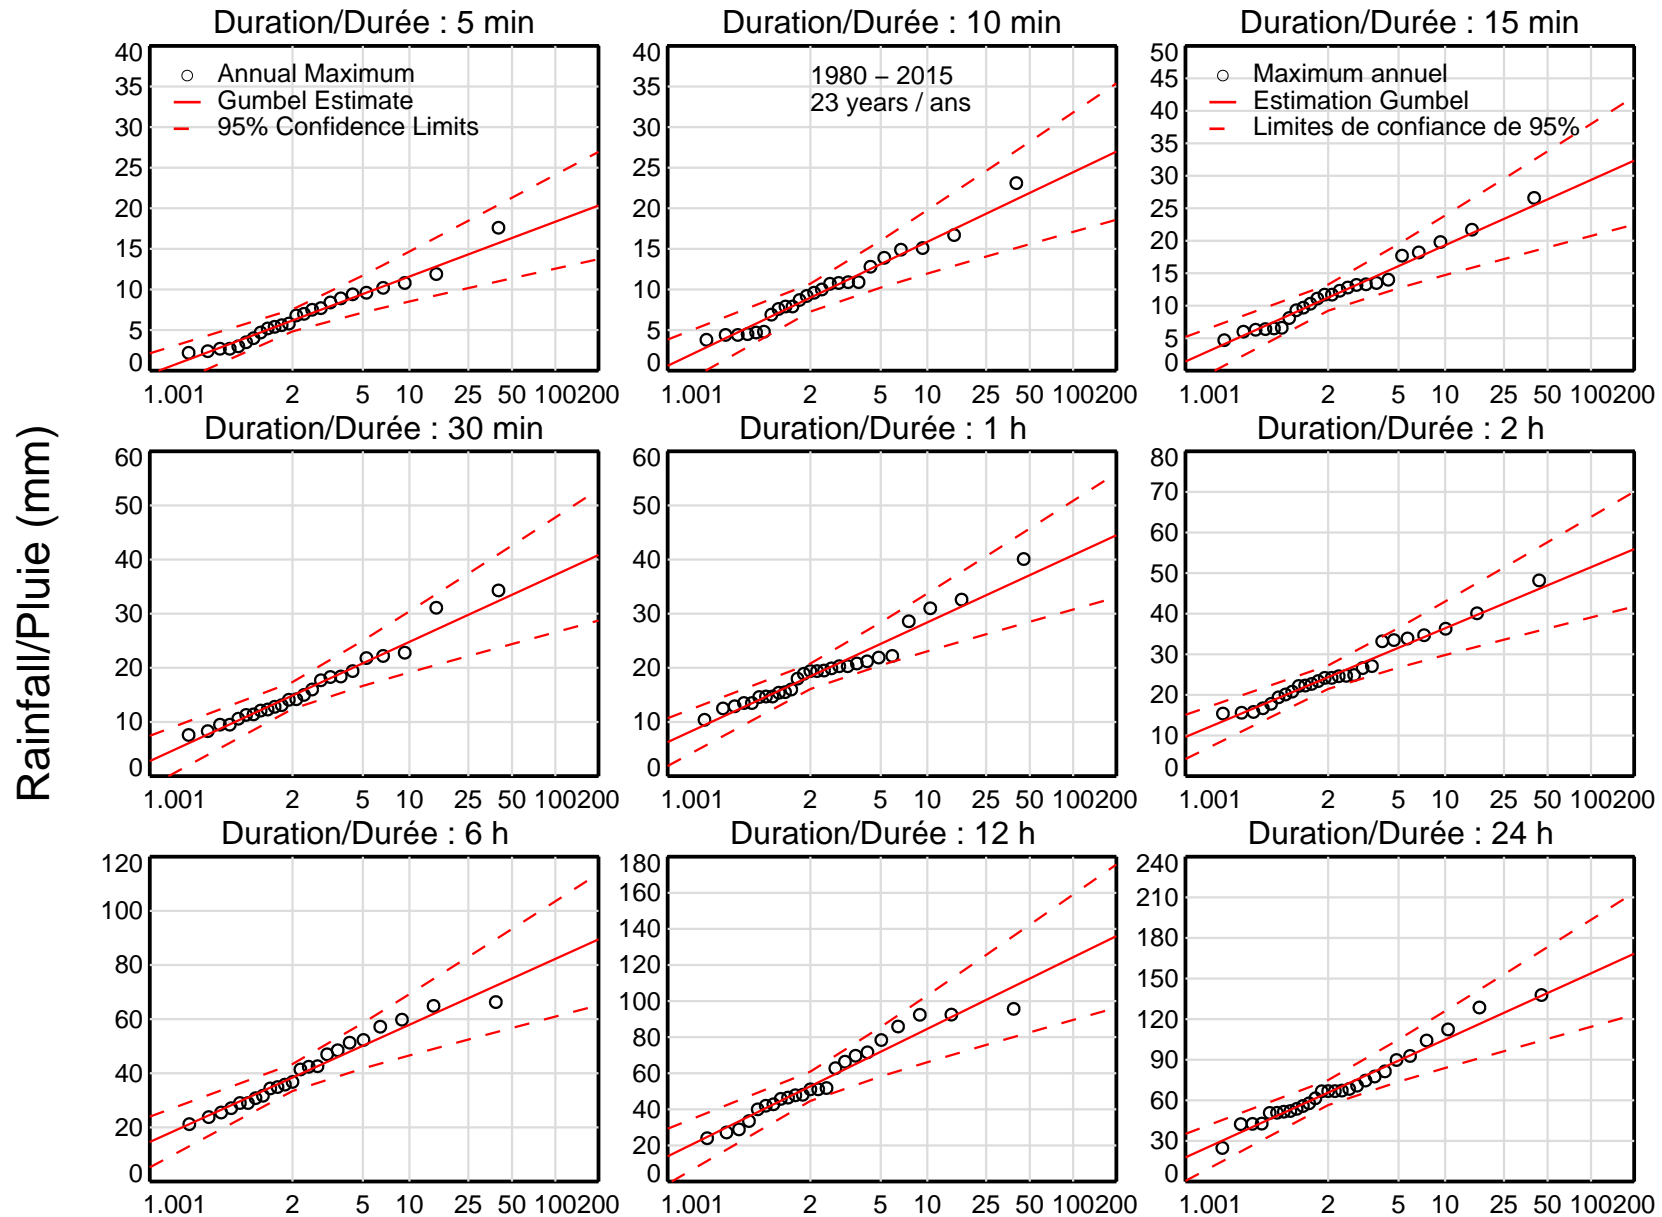 Rainfall/Pluie (mm)
Duration/Durée : 5 min
40
35
30
25
20
15
10
5
0
Annual Maximum
Gumbel Estimate
95% Confidence Limits
1.001 2 5 10 25 50 100200
Duration/Durée : 10 min
40
35
30
25
20
15
10
5
0
1980 – 2015
23 years / ans
1.001 2 5 10 25 50 100200
Duration/Durée : 15 min
50
45
40
35
30
25
20
15
10
5
0
Maximum annuel
Estimation Gumbel
Limites de confiance de 95%
1.001 2 5 10 25 50 100200
Duration/Durée : 30 min
60
50
40
30
20
10
0
1.001 2 5 10 25 50 100200
Duration/Durée : 1 h
60
50
40
30
20
10
0
1.001 2 5 10 25 50 100200
Duration/Durée : 2 h
80
70
60
50
40
30
20
10
0
1.001 2 5 10 25 50 100200
Duration/Durée : 6 h
120
100
80
60
40
20
0
1.001 2 5 10 25 50 100200
Duration/Durée : 12 h
180
160
140
120
100
80
60
40
20
0
1.001 2 5 10 25 50 100200
Duration/Durée : 24 h
240
210
180
150
120
90
60
30
0
1.001 2 5 10 25 50 100200